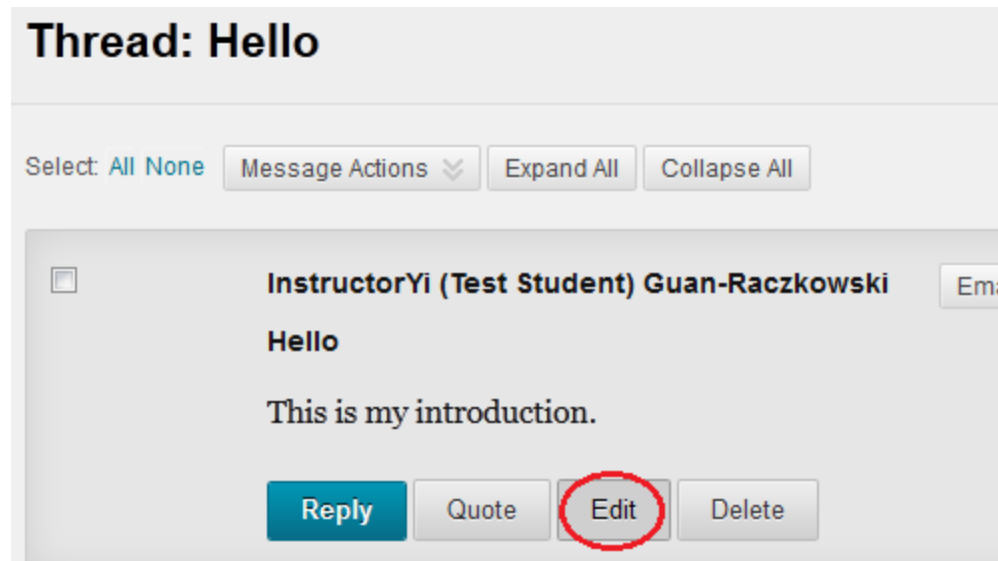 Thread: Hello
Select: All None Message Actions Expand All Collapse All
InstructorYi (Test Student) Guan-Raczkowski
Hello
This is my introduction.
Reply Quote Edit Delete